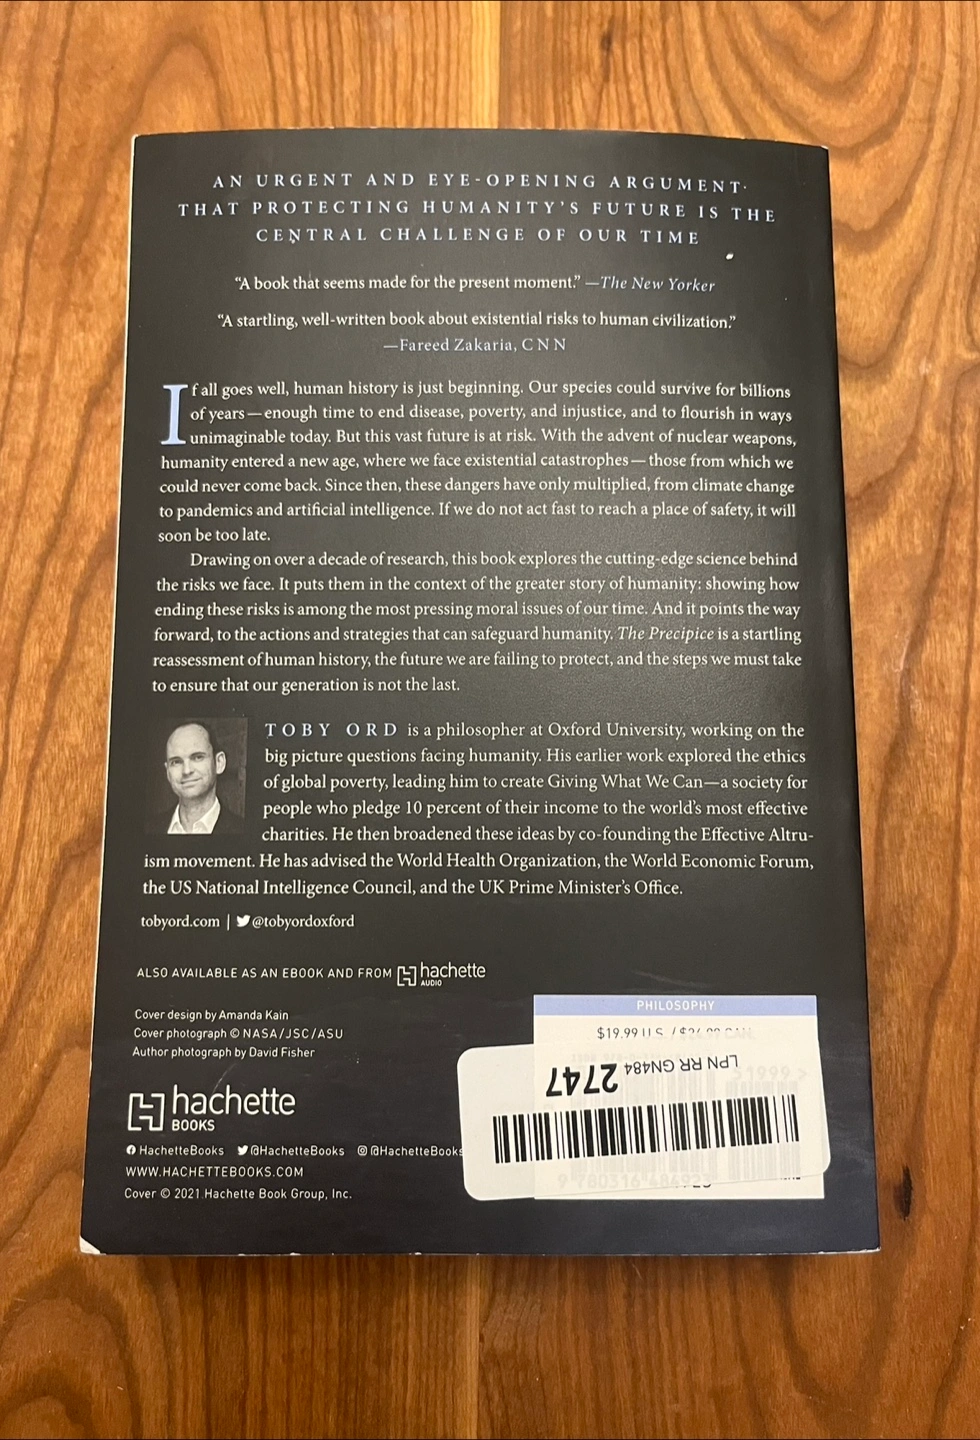 AN URGENT AND EYE-OPENING ARGUMENT
THAT PROTECTING HUMANITY'S FUTURE IS THE
CENTRAL CHALLENGE OF OUR TIME
“A book that seems made for the present moment.” —The New Yorker
“A startling, well-written book about existential risks to human civilization.”
—Fareed Zakaria, CNN
If all goes well, human history is just beginning. Our species could survive for billions
of years—enough time to end disease, poverty, and injustice, and to flourish in ways
unimaginable today. But this vast future is at risk. With the advent of nuclear weapons,
humanity entered a new age, where we face existential catastrophes—those from which we
could never come back. Since then, these dangers have only multiplied, from climate change
to pandemics and artificial intelligence. If we do not act fast to reach a place of safety, it will
soon be too late.
Drawing on over a decade of research, this book explores the cutting-edge science behind
the risks we face. It puts them in the context of the greater story of humanity: showing how
ending these risks is among the most pressing moral issues of our time. And it points the way
forward, to the actions and strategies that can safeguard humanity. The Precipice is a startling
reassessment of human history, the future we are failing to protect, and the steps we must take
to ensure that our generation is not the last.
TOBY ORD is a philosopher at Oxford University, working on the
big picture questions facing humanity. His earlier work explored the ethics
of global poverty, leading him to create Giving What We Can—a society for
people who pledge 10 percent of their income to the world's most effective
charities. He then broadened these ideas by co-founding the Effective Altru-
ism movement. He has advised the World Health Organization, the World Economic Forum,
the US National Intelligence Council, and the UK Prime Minister's Office.
tobyord.com | @tobyordoxford
ALSO AVAILABLE AS AN EBOOK AND FROM hachette
AUDIO
Cover design by Amanda Kain
Cover photograph © NASA/JSC/ASU
Author photograph by David Fisher
hachette
BOOKS
HachetteBooks @HachetteBooks @HachetteBooks
WWW.HACHETTEBOOKS.COM
Cover © 2021 Hachette Book Group, Inc.
PHILOSOPHY
$19.99 U.S. /
LPN RR GN484 2747